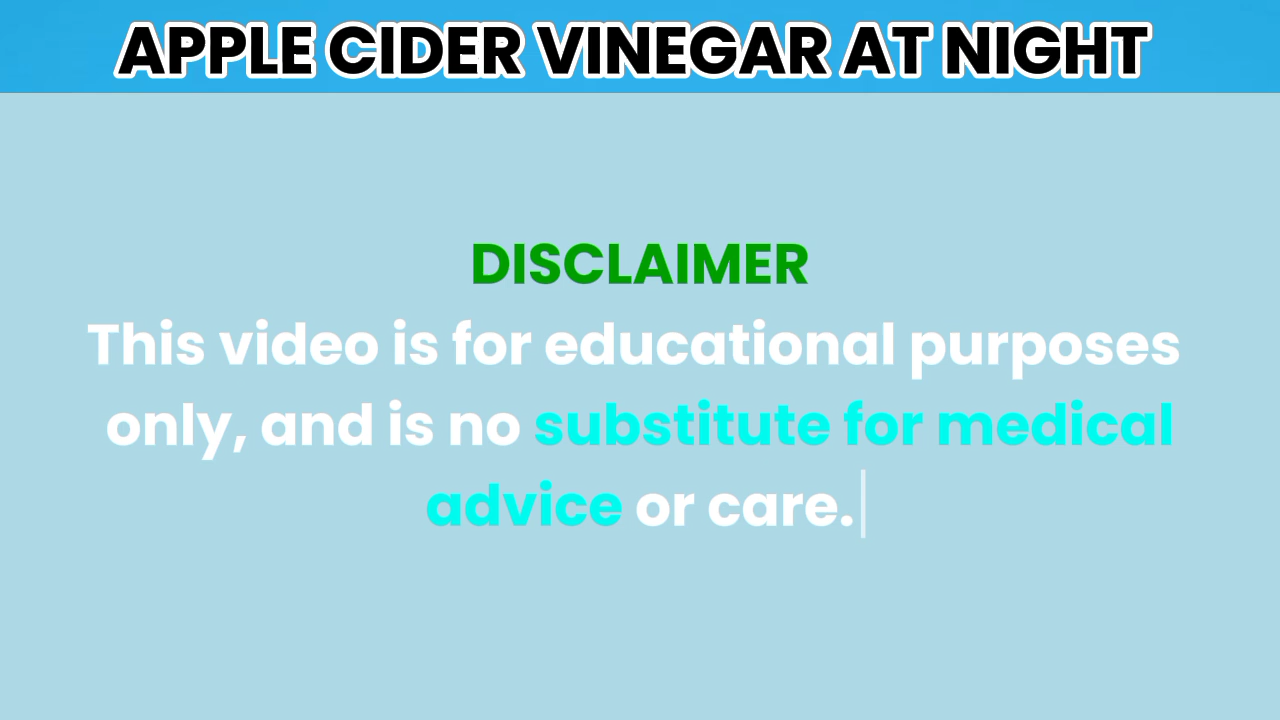 APPLE CIDER VINEGAR AT NIGHT
DISCLAIMER
This video is for educational purposes
only, and is no substitute for medical
advice or care.